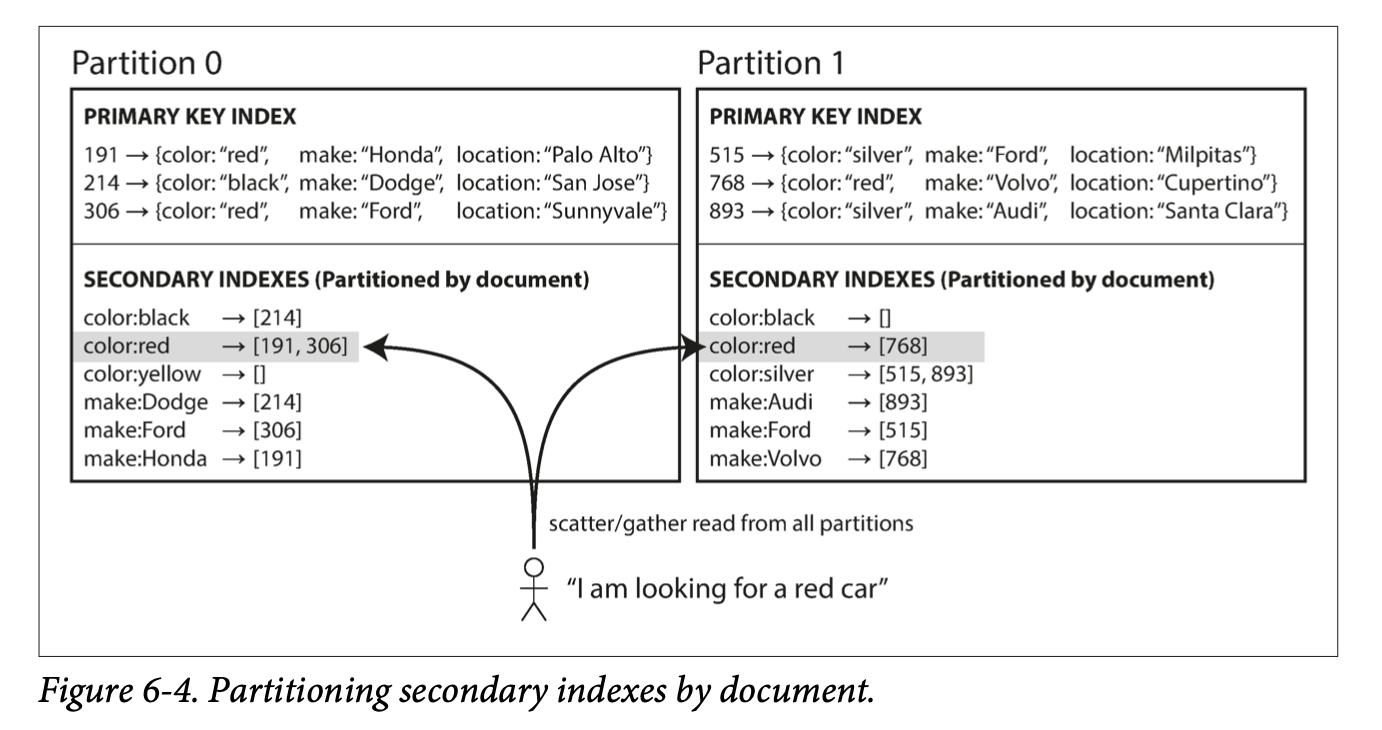 Partition 0
PRIMARY KEY INDEX
191 → {color: “red”, make: “Honda”, location: “Palo Alto”}
214 → {color: “black”, make: “Dodge”, location: “San Jose”}
306 → {color: “red”, make: “Ford”, location: “Sunnyvale”}
SECONDARY INDEXES (Partitioned by document)
color:black → [214]
color:red → [191, 306]
color:yellow → []
make:Dodge → [214]
make:Ford → [306]
make:Honda → [191]
Partition 1
PRIMARY KEY INDEX
515 → {color: “silver”, make: “Ford”, location: “Milpitas”}
768 → {color: “red”, make: “Volvo”, location: “Cupertino”}
893 → {color: “silver”, make: “Audi”, location: “Santa Clara”}
SECONDARY INDEXES (Partitioned by document)
color:black → []
color:red → [768]
color:silver → [515, 893]
make:Audi → [893]
make:Ford → [515]
make:Volvo → [768]
scatter/gather read from all partitions
“I am looking for a red car”
Figure 6-4. Partitioning secondary indexes by document.